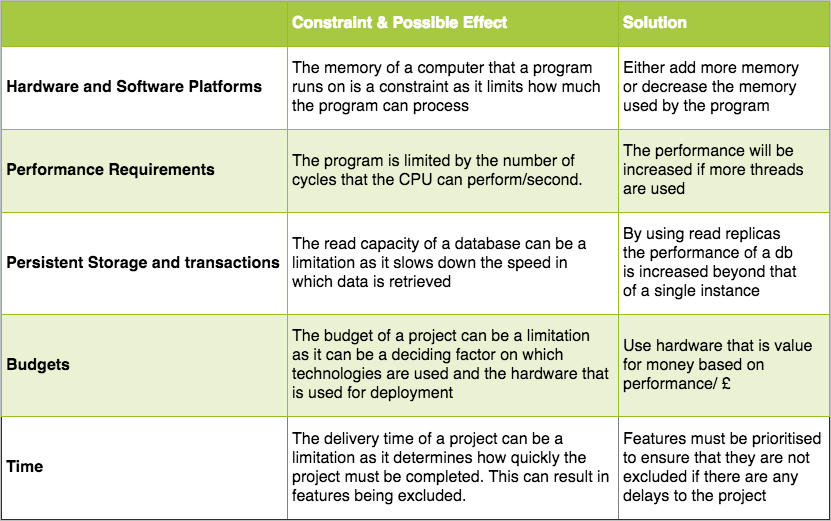 Constraint & Possible Effect
Solution
Hardware and Software Platforms
The memory of a computer that a program
runs on is a constraint as it limits how much
the program can process
Either add more memory
or decrease the memory
used by the program
Performance Requirements
The program is limited by the number of
cycles that the CPU can perform/second.
The performance will be
increased if more threads
are used
Persistent Storage and transactions
The read capacity of a database can be a
limitation as it slows down the speed in
which data is retrieved
By using read replicas
the performance of a db
is increased beyond that
of a single instance
Budgets
The budget of a project can be a limitation
as it can be a deciding factor on which
technologies are used and the hardware that
is used for deployment
Use hardware that is value
for money based on
performance/ £
Time
The delivery time of a project can be a
limitation as it determines how quickly the
project must be completed. This can result in
features being excluded.
Features must be prioritised
to ensure that they are not
excluded if there are any
delays to the project